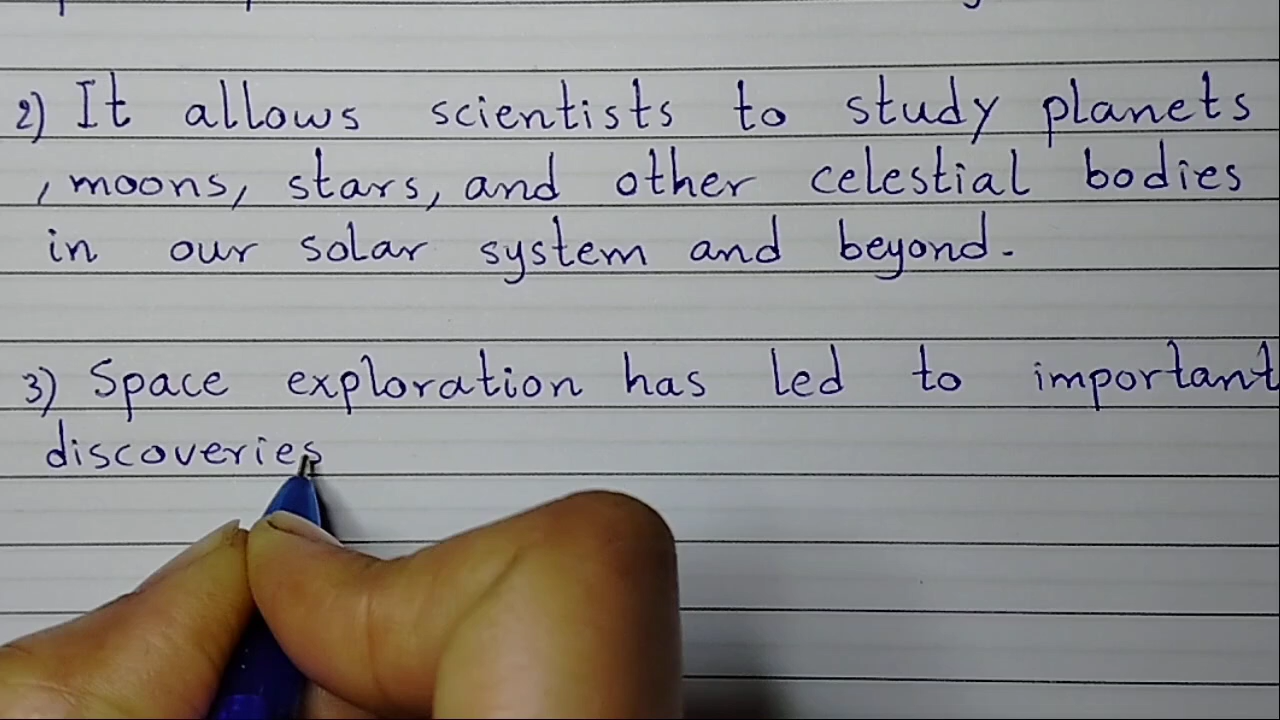 2) It allows scientists to study planets
, moons, stars, and other celestial bodies
in our solar system and beyond.
3) Space exploration has led to important
discoveries